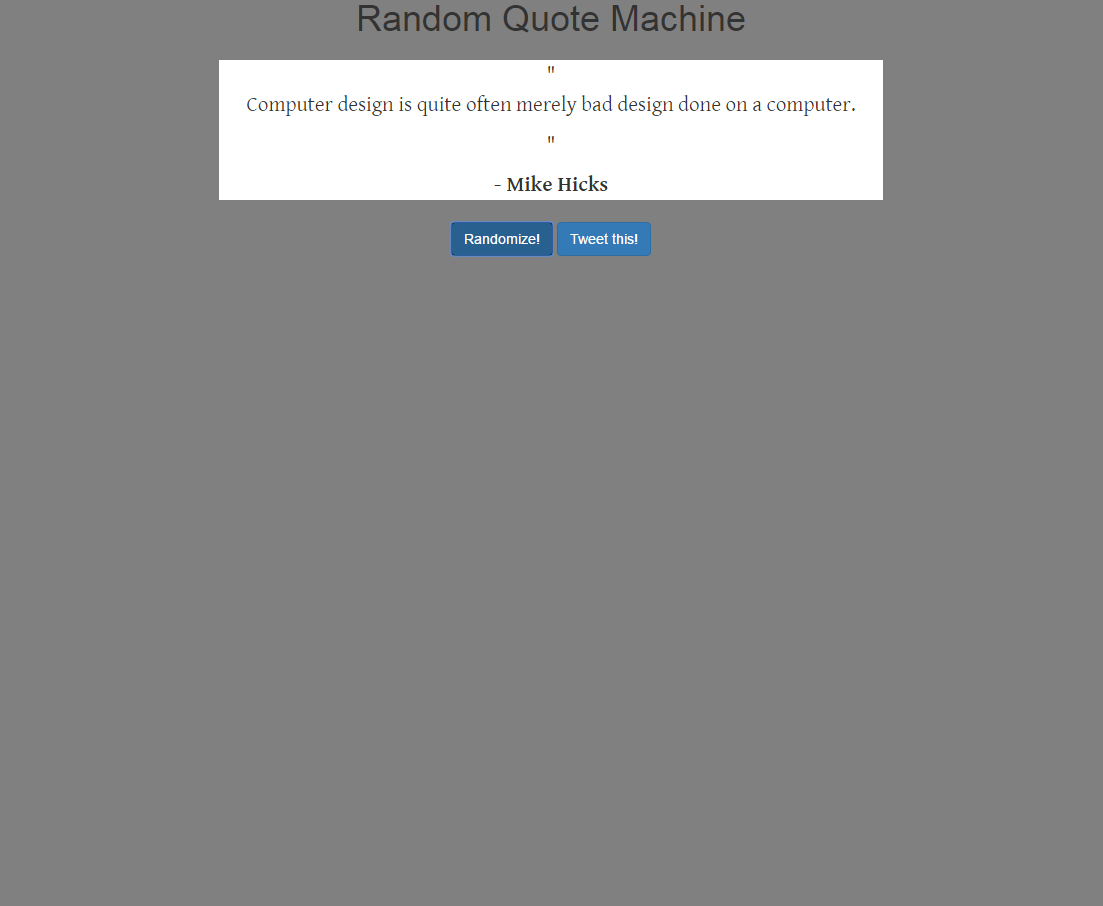 Random Quote Machine
"
Computer design is quite often merely bad design done on a computer.
"
- Mike Hicks
Randomize! Tweet this!